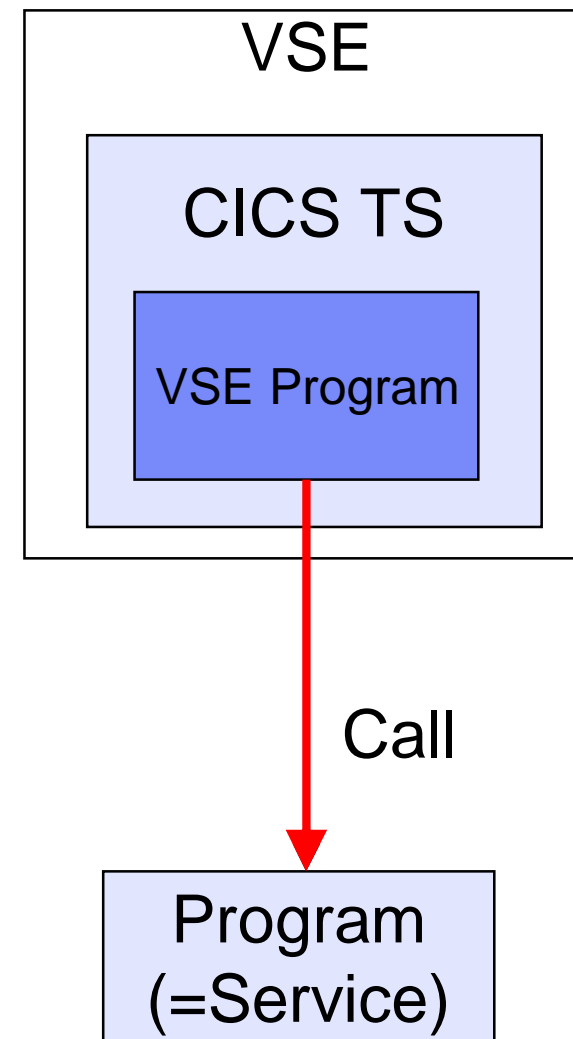 VSE
CICS TS
VSE Program
Call
Program
(=Service)